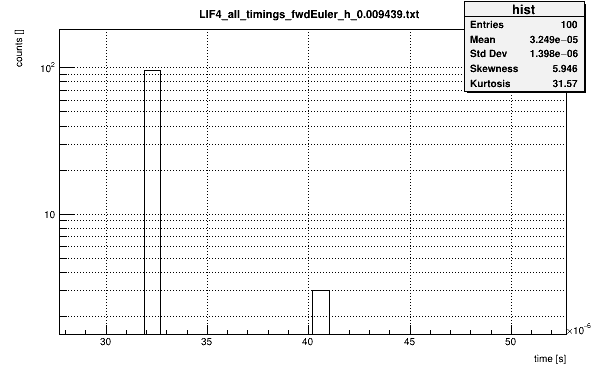 LIF4_all_timings_fwdEuler_h_0.009439.txt
hist
Entries 100
Mean 3.249e−05
Std Dev 1.398e−06
Skewness 5.946
Kurtosis 31.57
counts []
10²
10
30 35 40 45 50
×10⁻⁶
time [s]